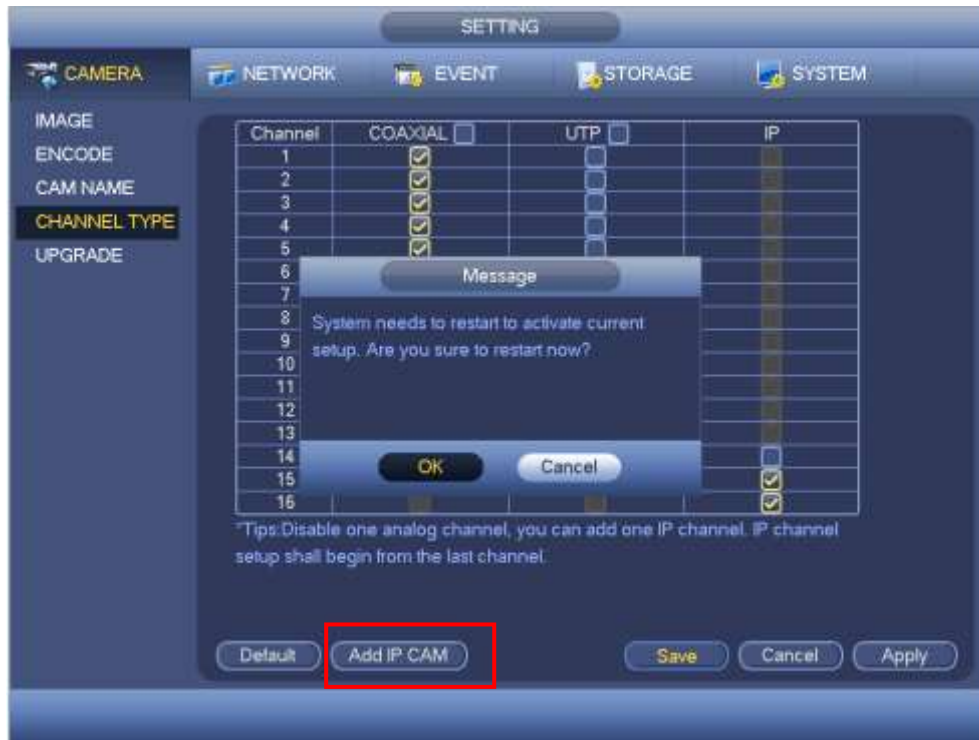 SETTING
CAMERA NETWORK EVENT STORAGE SYSTEM
IMAGE
ENCODE
CAM NAME
CHANNEL TYPE
UPGRADE
Channel COAXIAL UTP IP
1
2
3
4
5
6
7
8
9
10
11
12
13
14
15
16
Message
System needs to restart to activate current
setup. Are you sure to restart now?
OK Cancel
*Tips:Disable one analog channel, you can add one IP channel. IP channel
setup shall begin from the last channel.
Default Add IP CAM Save Cancel Apply